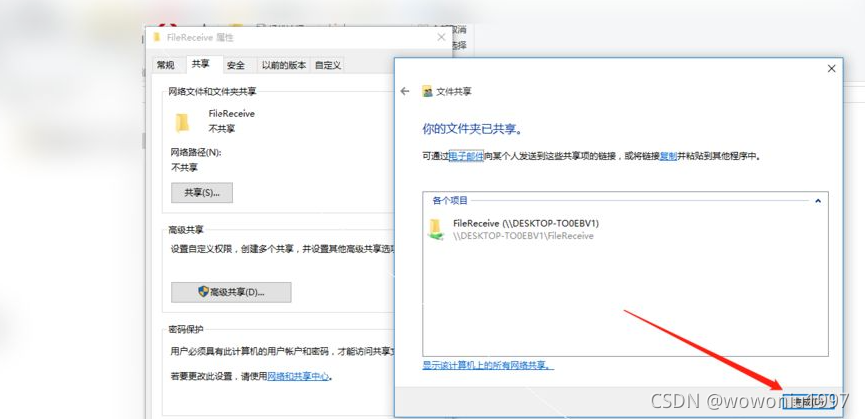 FileReceive 属性
常规 共享 安全 以前的版本 自定义
网络文件和文件夹共享
FileReceive
不共享
网络路径(N):
不共享
共享(S)...
高级共享
设置自定义权限，创建多个共享，并设置其他高级共享选
高级共享(D)...
密码保护
用户必须具有此计算机的用户帐户和密码，才能访问共享
若要更改此设置，请使用网络和共享中心。
文件共享
你的文件夹已共享。
可通过电子邮件向某个人发送到这些共享项的链接，或将链接复制并粘贴到其他程序中。
各个项目
FileReceive (\\DESKTOP-TO0EBV1)
\\DESKTOP-TO0EBV1\FileReceive
显示该计算机上的所有网络共享。
CSDN @wowoni_4097